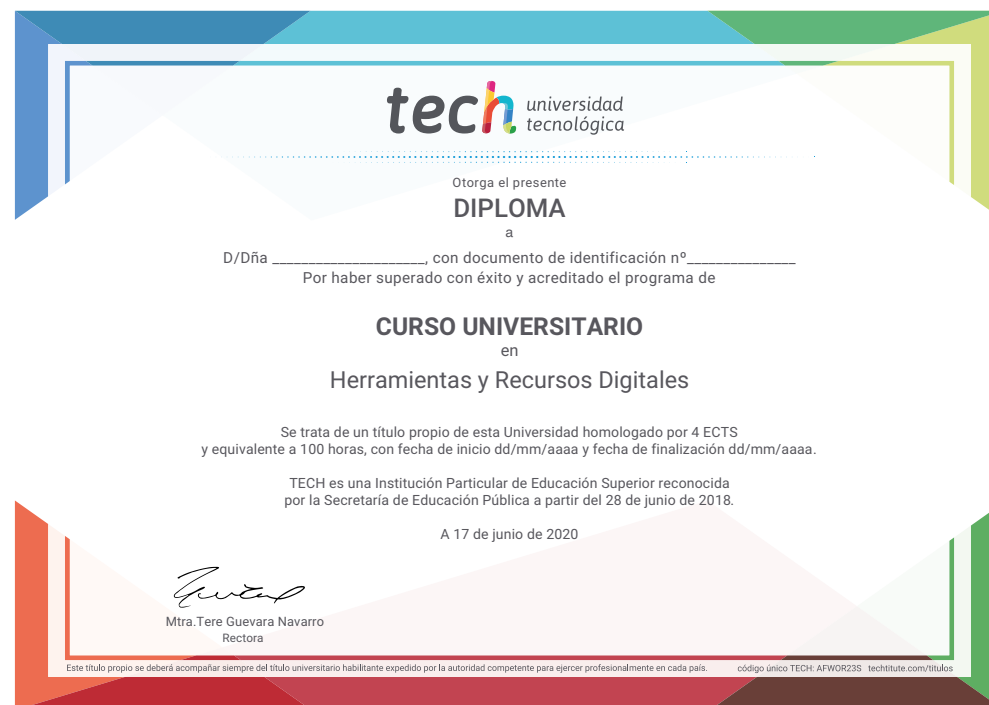 tech universidad
tecnológica
Otorga el presente
DIPLOMA
a
D/Dña _____________________, con documento de identificación nº_______________
Por haber superado con éxito y acreditado el programa de
CURSO UNIVERSITARIO
en
Herramientas y Recursos Digitales
Se trata de un título propio de esta Universidad homologado por 4 ECTS
y equivalente a 100 horas, con fecha de inicio dd/mm/aaaa y fecha de finalización dd/mm/aaaa.
TECH es una Institución Particular de Educación Superior reconocida
por la Secretaría de Educación Pública a partir del 28 de junio de 2018.
A 17 de junio de 2020
Mtra.Tere Guevara Navarro
Rectora
Este título propio se deberá acompañar siempre del título universitario habilitante expedido por la autoridad competente para ejercer profesionalmente en cada país. código único TECH: AFWOR23S techtitute.com/titulos